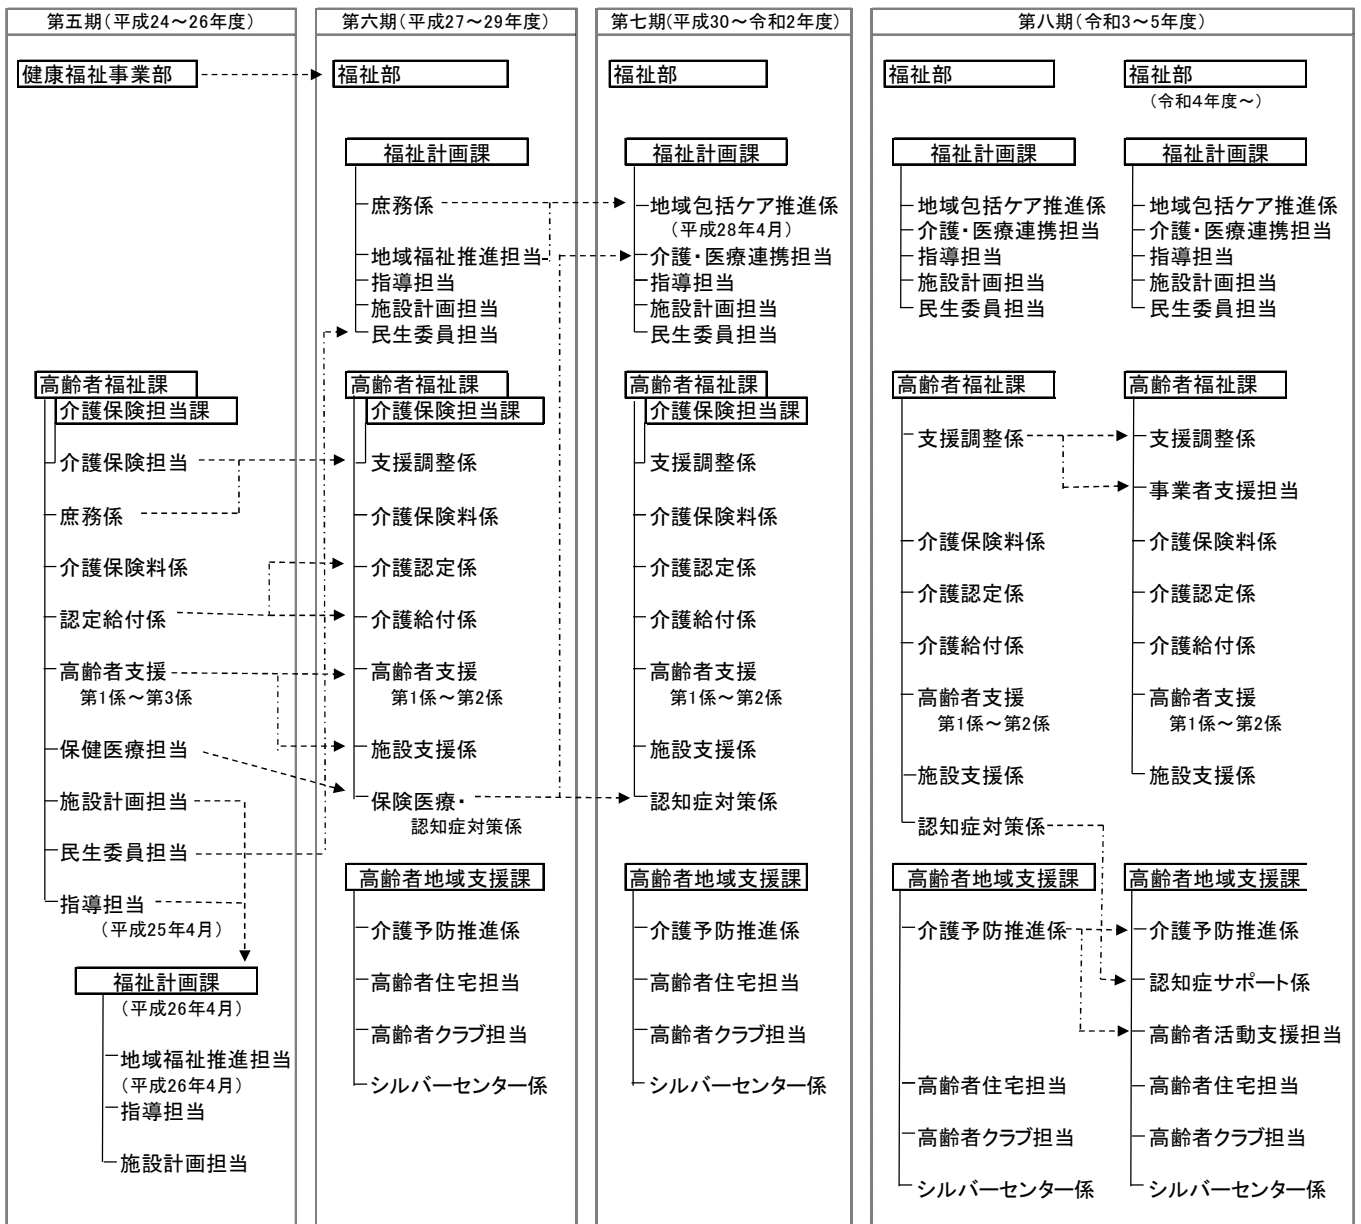 第五期(平成24～26年度)
健康福祉事業部
高齢者福祉課
介護保険担当課
介護保険担当
庶務係
介護保険料係
認定給付係
高齢者支援
第1係～第3係
保健医療担当
施設計画担当
民生委員担当
指導担当
(平成25年4月)
福祉計画課
(平成26年4月)
地域福祉推進担当
(平成26年4月)
指導担当
施設計画担当
第六期(平成27～29年度)
福祉部
福祉計画課
庶務係
地域福祉推進担当
指導担当
施設計画担当
民生委員担当
高齢者福祉課
介護保険担当課
支援調整係
介護保険料係
介護認定係
介護給付係
高齢者支援
第1係～第2係
施設支援係
保険医療・
認知症対策係
高齢者地域支援課
介護予防推進係
高齢者住宅担当
高齢者クラブ担当
シルバーセンター係
第七期(平成30～令和2年度)
福祉部
福祉計画課
地域包括ケア推進係
(平成28年4月)
介護・医療連携担当
指導担当
施設計画担当
民生委員担当
高齢者福祉課
介護保険担当課
支援調整係
介護保険料係
介護認定係
介護給付係
高齢者支援
第1係～第2係
施設支援係
認知症対策係
高齢者地域支援課
介護予防推進係
高齢者住宅担当
高齢者クラブ担当
シルバーセンター係
第八期(令和3～5年度)
福祉部
福祉計画課
地域包括ケア推進係
介護・医療連携担当
指導担当
施設計画担当
民生委員担当
高齢者福祉課
支援調整係
介護保険料係
介護認定係
介護給付係
高齢者支援
第1係～第2係
施設支援係
認知症対策係
高齢者地域支援課
介護予防推進係
高齢者住宅担当
高齢者クラブ担当
シルバーセンター係
福祉部
(令和4年度～)
福祉計画課
地域包括ケア推進係
介護・医療連携担当
指導担当
施設計画担当
民生委員担当
高齢者福祉課
支援調整係
事業者支援担当
介護保険料係
介護認定係
介護給付係
高齢者支援
第1係～第2係
施設支援係
高齢者地域支援課
介護予防推進係
認知症サポート係
高齢者活動支援担当
高齢者住宅担当
高齢者クラブ担当
シルバーセンター係